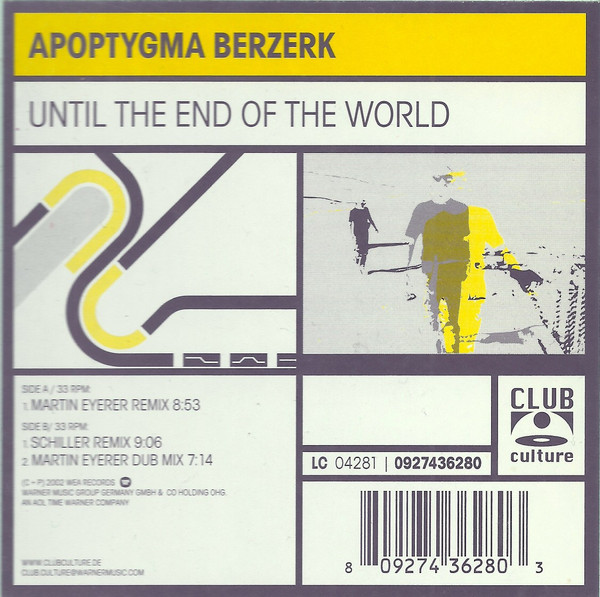 APOPTYGMA BERZERK
UNTIL THE END OF THE WORLD
SIDE A / 33 RPM:
1. MARTIN EYERER REMIX 8:53
SIDE B/ 33 RPM:
1. SCHILLER REMIX 9:06
2. MARTIN EYERER DUB MIX 7:14
(C + P) 2002 WEA RECORDS
WARNER MUSIC GROUP GERMANY GMBH & CO HOLDING OHG.
AN AOL TIME WARNER COMPANY
WWW.CLUBCULTURE.DE
CLUB.CULTURE@WARNERMUSIC.COM
CLUB
culture
LC 04281 | 0927436280
8 09274 36280 3